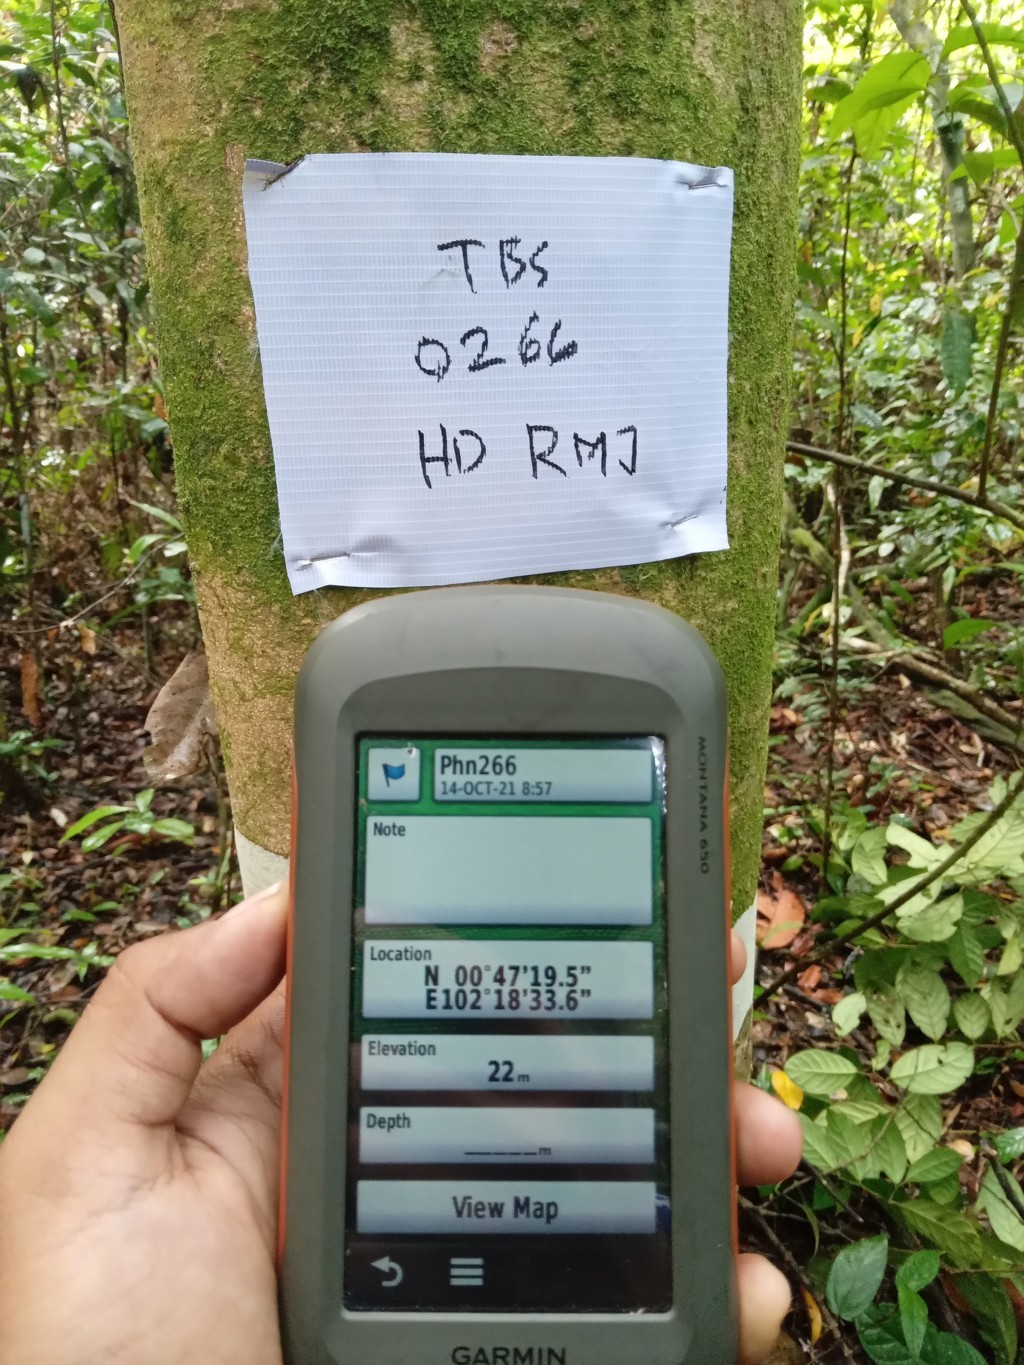 TBS
0266
HD RMJ
MONTANA 650
Phn266
14-OCT-21 8:57
Note
Location
N 00°47'19.5"
E102°18'33.6"
Elevation
22 m
Depth
_____m
View Map
GARMIN